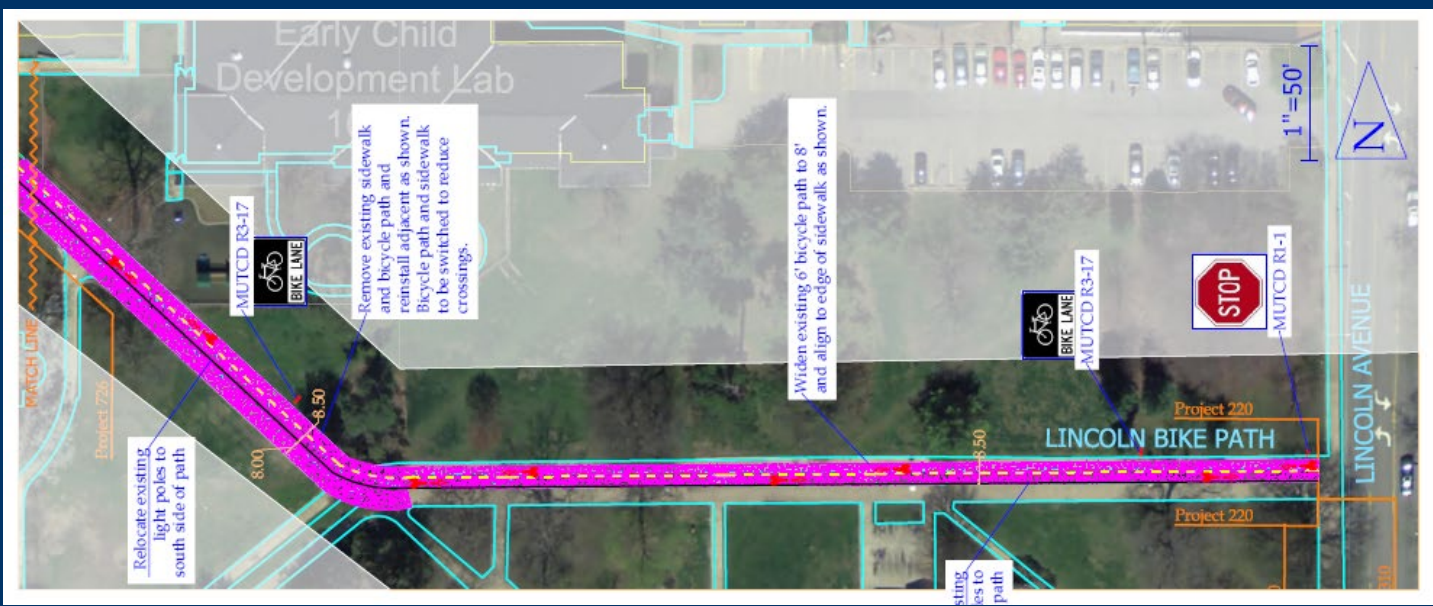 Early Child
Development Lab
MATCH LINE
Project 726
Relocate existing
light poles to
south side of path
MUTCD R3-17
BIKE LANE
Remove existing sidewalk
and bicycle path and
reinstall adjacent as shown.
Bicycle path and sidewalk
to be switched to reduce
crossings.
8.00
8.50
Widen existing 6' bicycle path to 8'
and align to edge of sidewalk as shown.
8.50
BIKE LANE
MUTCD R3-17
STOP
MUTCD R1-1
LINCOLN BIKE PATH
Project 220
Project 220
LINCOLN AVENUE
1"=50'
N
path